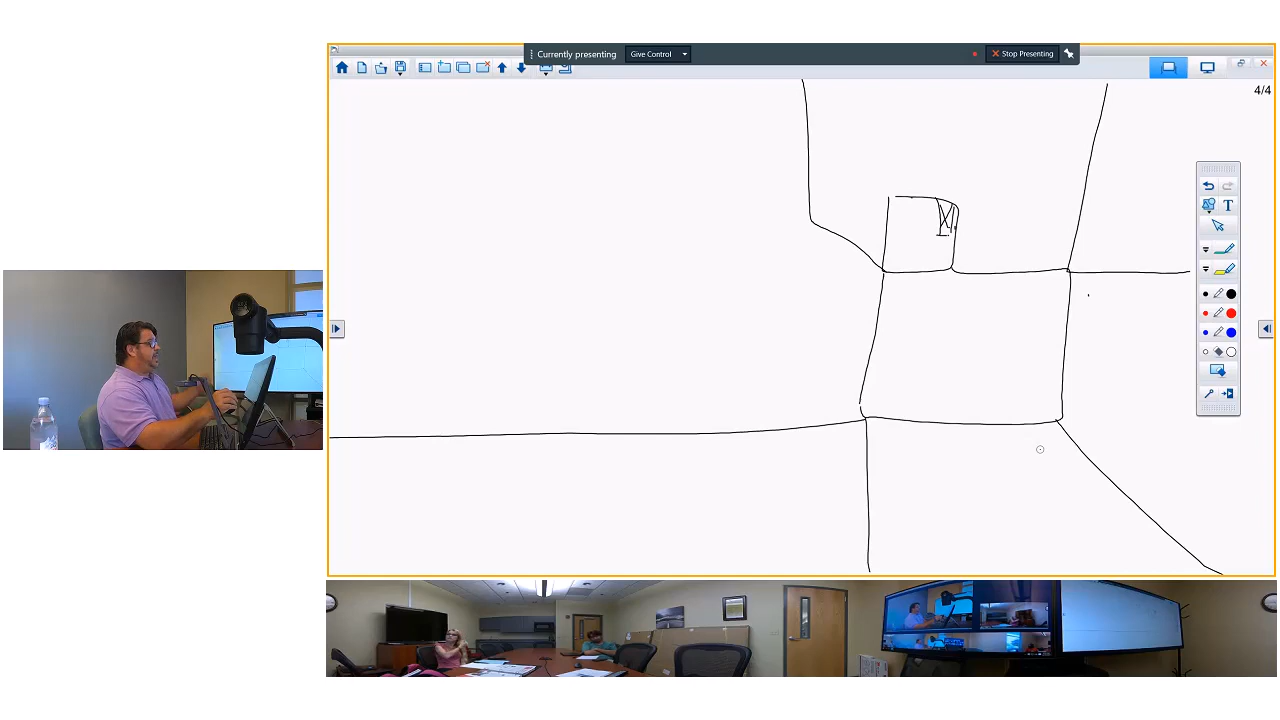 Currently presenting
Give Control
Stop Presenting
4/4
T